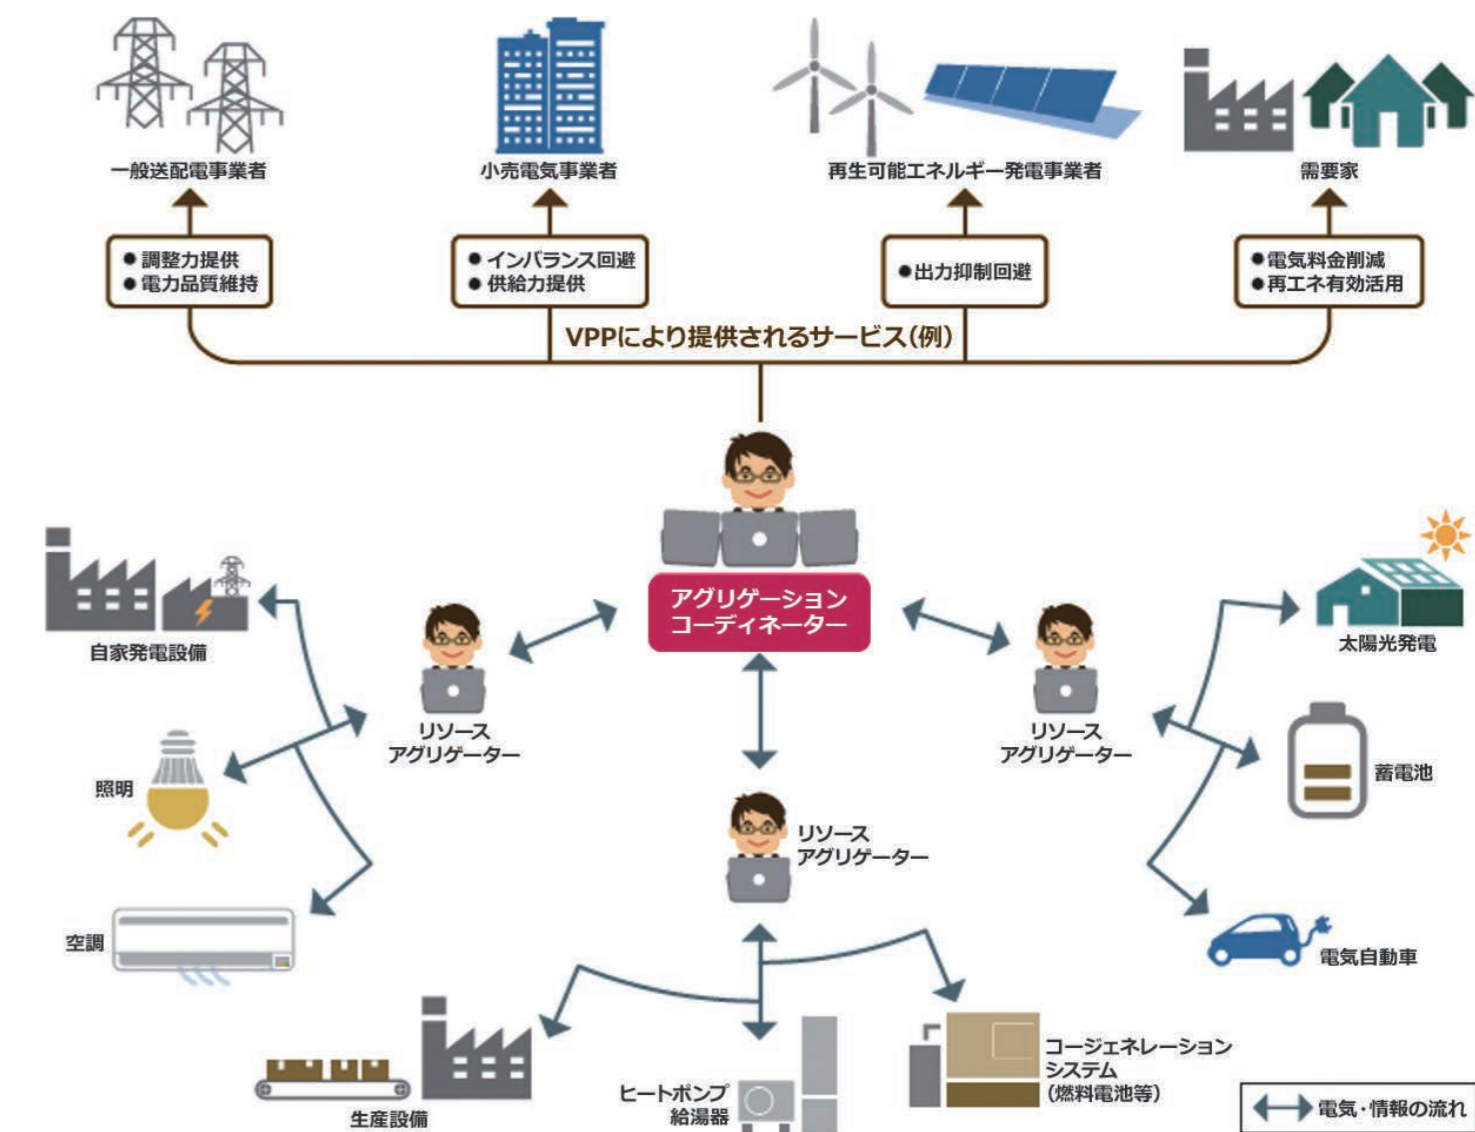 一般送配電事業者
小売電気事業者
再生可能エネルギー発電事業者
需要家
●調整力提供
●電力品質維持
●インバランス回避
●供給力提供
●出力抑制回避
●電気料金削減
●再エネ有効活用
VPPにより提供されるサービス(例)
アグリゲーション
コーディネーター
自家発電設備
リソース
アグリゲーター
リソース
アグリゲーター
太陽光発電
照明
蓄電池
リソース
アグリゲーター
空調
電気自動車
生産設備
ヒートポンプ
給湯器
コージェネレーション
システム
(燃料電池等)
電気・情報の流れ